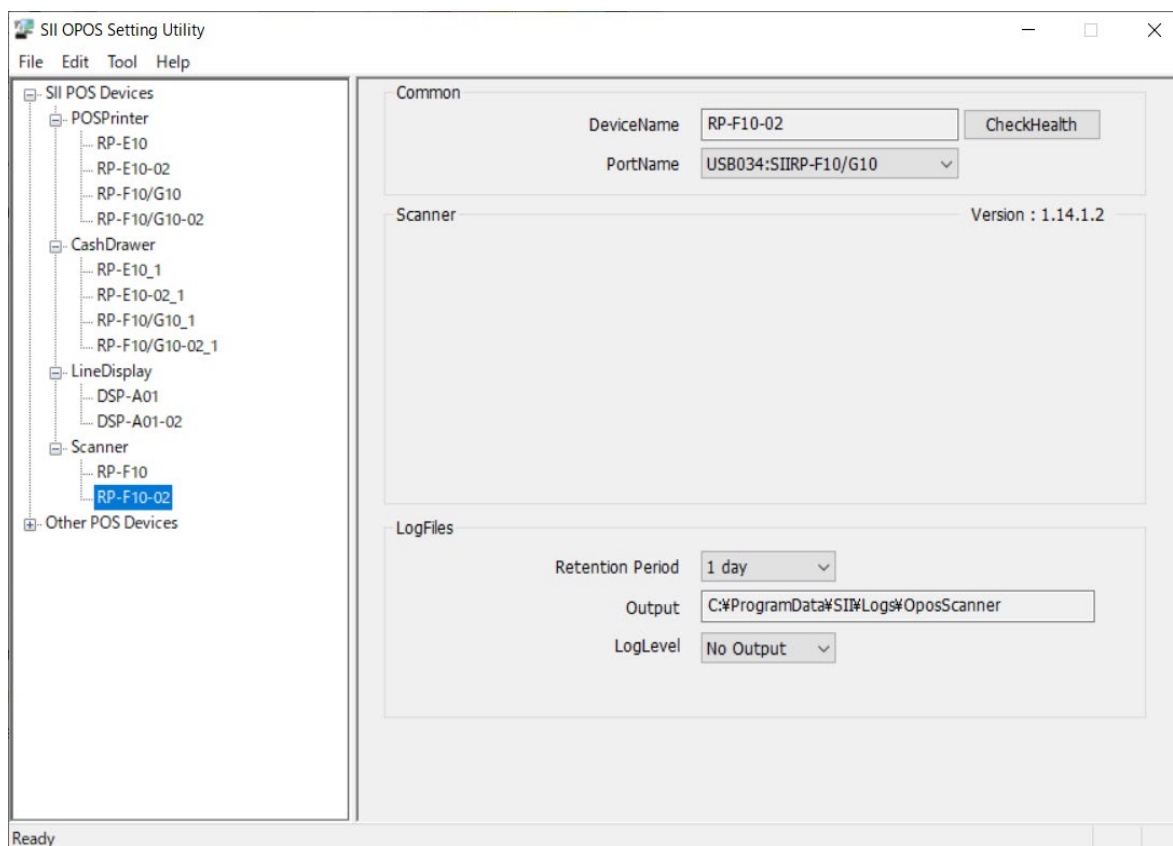 SII OPOS Setting Utility
File Edit Tool Help
SII POS Devices
POSPrinter
RP-E10
RP-E10-02
RP-F10/G10
RP-F10/G10-02
CashDrawer
RP-E10_1
RP-E10-02_1
RP-F10/G10_1
RP-F10/G10-02_1
LineDisplay
DSP-A01
DSP-A01-02
Scanner
RP-F10
RP-F10-02
Other POS Devices
Common
DeviceName RP-F10-02 CheckHealth
PortName USB034:SIIRP-F10/G10
Scanner Version : 1.14.1.2
LogFiles
Retention Period 1 day
Output C:¥ProgramData¥SII¥Logs¥OposScanner
LogLevel No Output
Ready